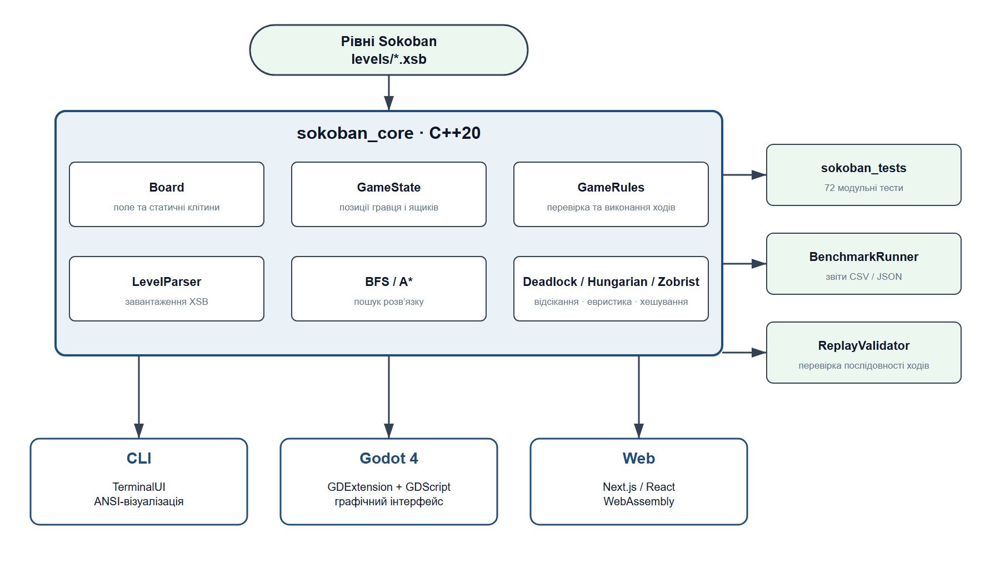 Рівні Sokoban
levels/*.xsb
sokoban_core · C++20
Board
поле та статичні клітини
GameState
позиції гравця і ящиків
GameRules
перевірка та виконання ходів
LevelParser
завантаження XSB
BFS / A*
пошук розв'язку
Deadlock / Hungarian / Zobrist
відсікання · евристика · хешування
sokoban_tests
72 модульні тести
BenchmarkRunner
звіти CSV / JSON
ReplayValidator
перевірка послідовності ходів
CLI
TerminalUI
ANSI-візуалізація
Godot 4
GDExtension + GDScript
графічний інтерфейс
Web
Next.js / React
WebAssembly